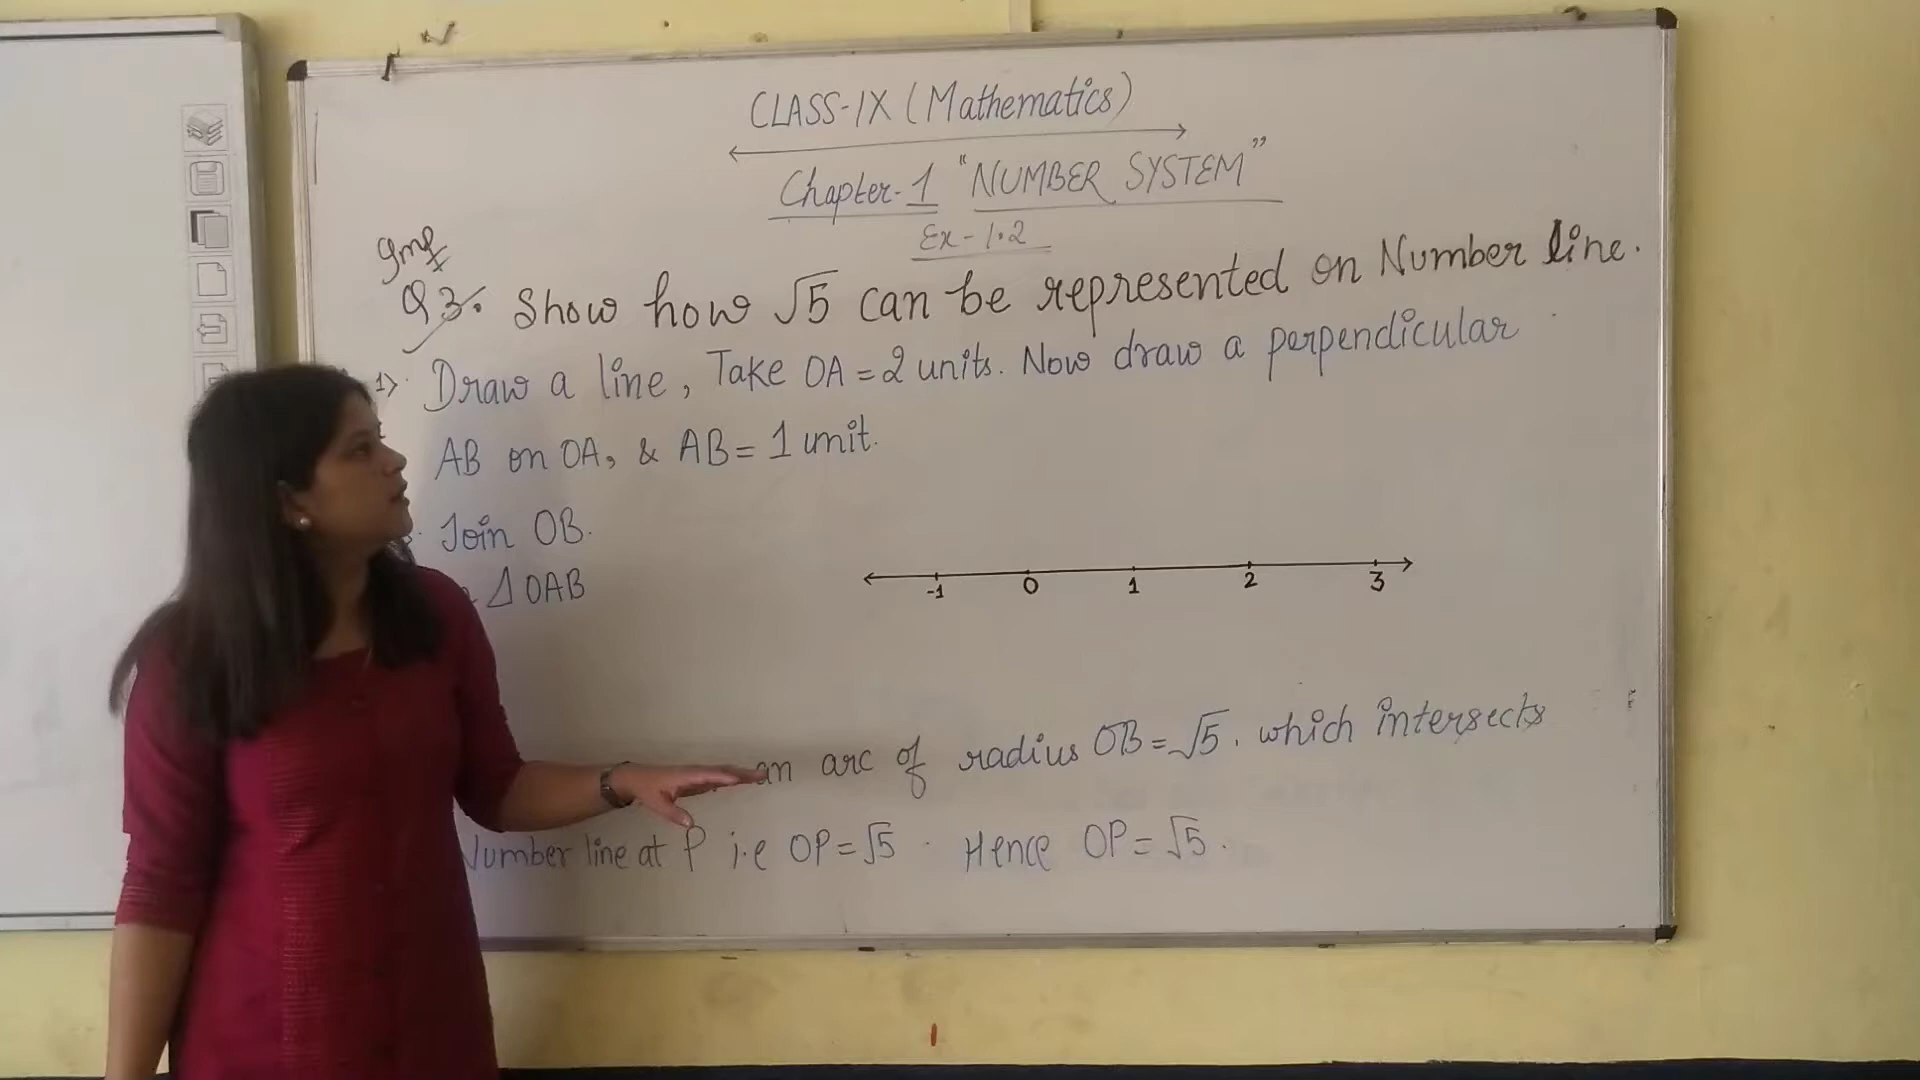 CLASS-IX (Mathematics)
Chapter-1 "NUMBER SYSTEM"
Ex-1.2
Imp
Q3. Show how √5 can be represented on Number line.
1). Draw a line, Take OA = 2 units. Now draw a perpendicular
AB on OA, & AB = 1 unit.
Join OB.
△OAB
-1 0 1 2 3
an arc of radius OB = √5. which intersects
Number line at P i.e OP = √5. Hence OP = √5.